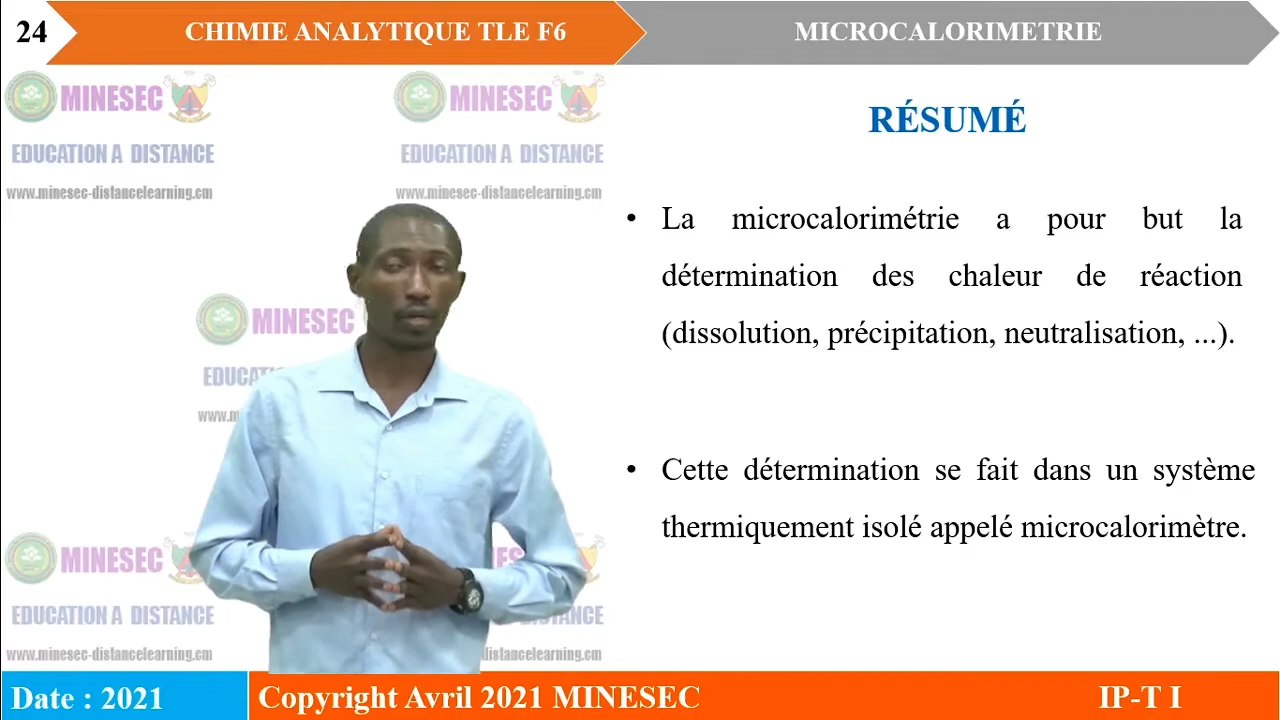 24
CHIMIE ANALYTIQUE TLE F6
MICROCALORIMETRIE
MINESEC
EDUCATION A DISTANCE
www.minesec-distancelearning.cm
MINESEC
EDUCATION A DISTANCE
www.minesec-distancelearning.cm
RÉSUMÉ
• La microcalorimétrie a pour but la
détermination des chaleur de réaction
(dissolution, précipitation, neutralisation, ...).
MINESEC
• Cette détermination se fait dans un système
thermiquement isolé appelé microcalorimètre.
MINESEC
EDUCATION A DISTANCE
www.minesec-distancelearning.cm
Date : 2021
Copyright Avril 2021 MINESEC
IP-T I